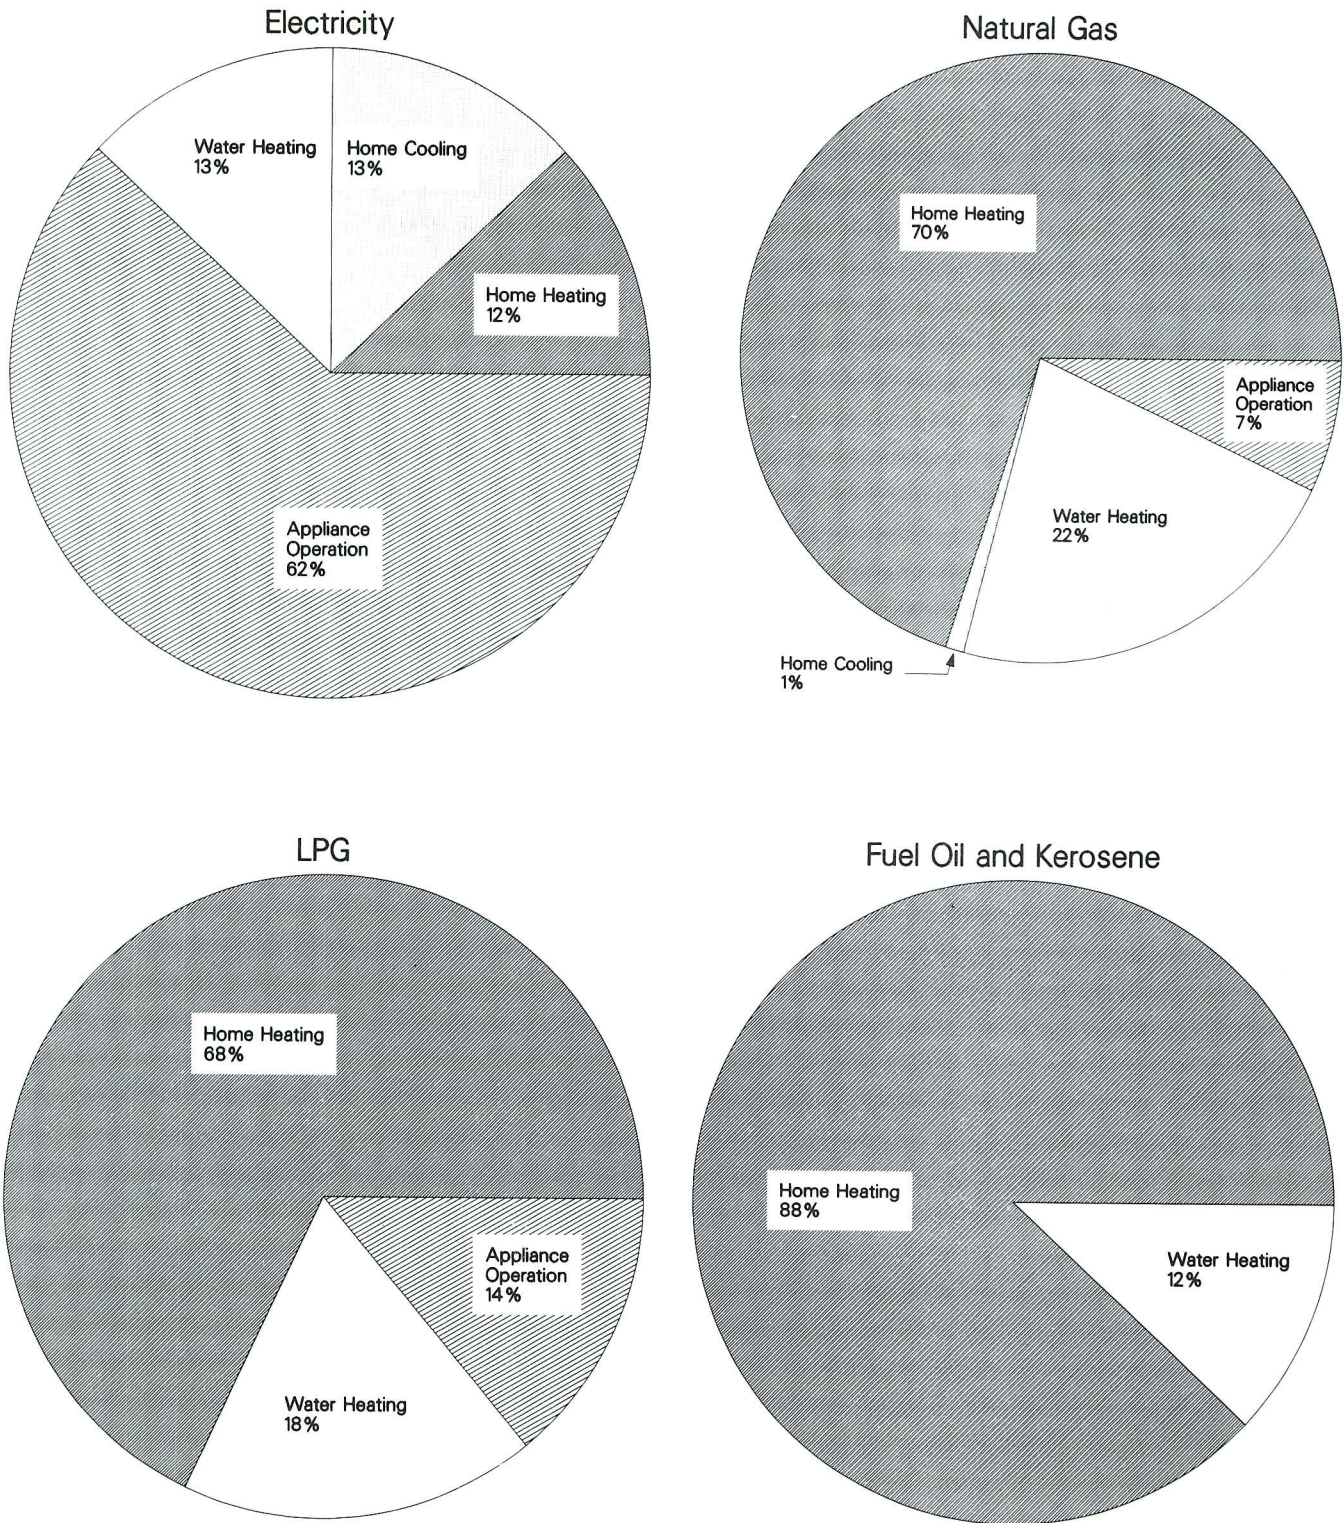 Electricity
Water Heating
13%
Home Cooling
13%
Home Heating
12%
Appliance
Operation
62%
Natural Gas
Home Heating
70%
Appliance
Operation
7%
Water Heating
22%
Home Cooling
1%
LPG
Home Heating
68%
Appliance
Operation
14%
Water Heating
18%
Fuel Oil and Kerosene
Home Heating
88%
Water Heating
12%